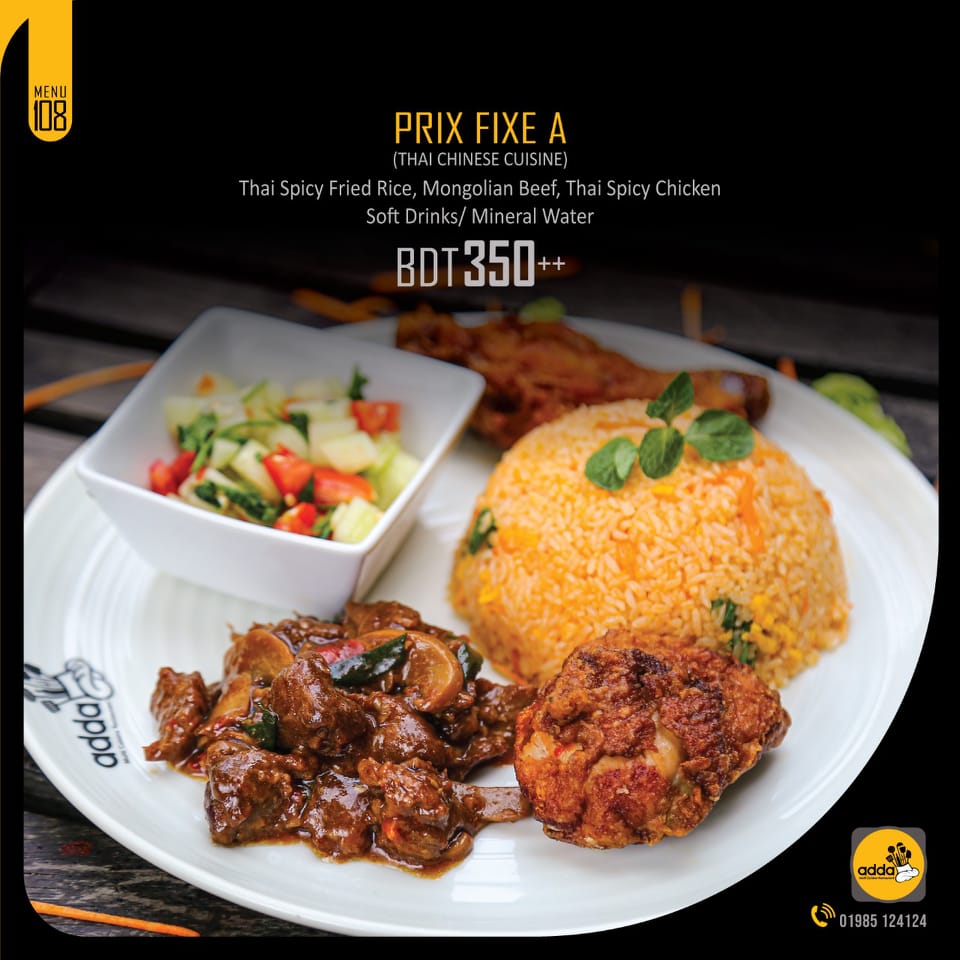 MENU
108
PRIX FIXE A
(THAI CHINESE CUISINE)
Thai Spicy Fried Rice, Mongolian Beef, Thai Spicy Chicken
Soft Drinks/ Mineral Water
BDT 350++
adda
adda
01985 124124